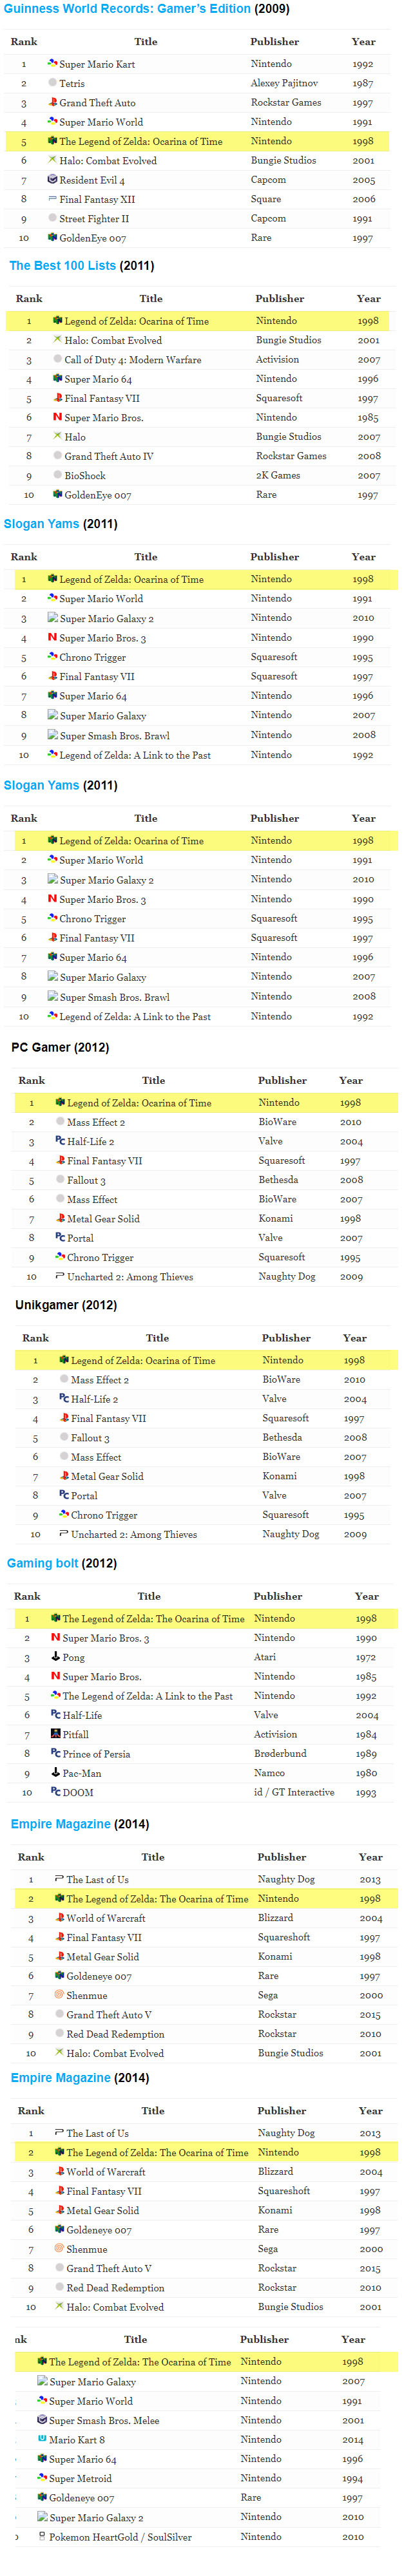 Guinness World Records: Gamer's Edition (2009)
Rank Title Publisher Year
1 Super Mario Kart Nintendo 1992
2 Tetris Alexey Pajitnov 1987
3 Grand Theft Auto Rockstar Games 1997
4 Super Mario World Nintendo 1991
5 The Legend of Zelda: Ocarina of Time Nintendo 1998
6 Halo: Combat Evolved Bungie Studios 2001
7 Resident Evil 4 Capcom 2005
8 Final Fantasy XII Square 2006
9 Street Fighter II Capcom 1991
10 GoldenEye 007 Rare 1997
The Best 100 Lists (2011)
Rank Title Publisher Year
1 Legend of Zelda: Ocarina of Time Nintendo 1998
2 Halo: Combat Evolved Bungie Studios 2001
3 Call of Duty 4: Modern Warfare Activision 2007
4 Super Mario 64 Nintendo 1996
5 Final Fantasy VII Squaresoft 1997
6 Super Mario Bros. Nintendo 1985
7 Halo Bungie Studios 2007
8 Grand Theft Auto IV Rockstar Games 2008
9 BioShock 2K Games 2007
10 GoldenEye 007 Rare 1997
Slogan Yams (2011)
Rank Title Publisher Year
1 Legend of Zelda: Ocarina of Time Nintendo 1998
2 Super Mario World Nintendo 1991
3 Super Mario Galaxy 2 Nintendo 2010
4 Super Mario Bros. 3 Nintendo 1990
5 Chrono Trigger Squaresoft 1995
6 Final Fantasy VII Squaresoft 1997
7 Super Mario 64 Nintendo 1996
8 Super Mario Galaxy Nintendo 2007
9 Super Smash Bros. Brawl Nintendo 2008
10 Legend of Zelda: A Link to the Past Nintendo 1992
Slogan Yams (2011)
Rank Title Publisher Year
1 Legend of Zelda: Ocarina of Time Nintendo 1998
2 Super Mario World Nintendo 1991
3 Super Mario Galaxy 2 Nintendo 2010
4 Super Mario Bros. 3 Nintendo 1990
5 Chrono Trigger Squaresoft 1995
6 Final Fantasy VII Squaresoft 1997
7 Super Mario 64 Nintendo 1996
8 Super Mario Galaxy Nintendo 2007
9 Super Smash Bros. Brawl Nintendo 2008
10 Legend of Zelda: A Link to the Past Nintendo 1992
PC Gamer (2012)
Rank Title Publisher Year
1 Legend of Zelda: Ocarina of Time Nintendo 1998
2 Mass Effect 2 BioWare 2010
3 Half-Life 2 Valve 2004
4 Final Fantasy VII Squaresoft 1997
5 Fallout 3 Bethesda 2008
6 Mass Effect BioWare 2007
7 Metal Gear Solid Konami 1998
8 Portal Valve 2007
9 Chrono Trigger Squaresoft 1995
10 Uncharted 2: Among Thieves Naughty Dog 2009
Unikgamer (2012)
Rank Title Publisher Year
1 Legend of Zelda: Ocarina of Time Nintendo 1998
2 Mass Effect 2 BioWare 2010
3 Half-Life 2 Valve 2004
4 Final Fantasy VII Squaresoft 1997
5 Fallout 3 Bethesda 2008
6 Mass Effect BioWare 2007
7 Metal Gear Solid Konami 1998
8 Portal Valve 2007
9 Chrono Trigger Squaresoft 1995
10 Uncharted 2: Among Thieves Naughty Dog 2009
Gaming bolt (2012)
Rank Title Publisher Year
1 The Legend of Zelda: The Ocarina of Time Nintendo 1998
2 Super Mario Bros. 3 Nintendo 1990
3 Pong Atari 1972
4 Super Mario Bros. Nintendo 1985
5 The Legend of Zelda: A Link to the Past Nintendo 1992
6 Half-Life Valve 2004
7 Pitfall Activision 1984
8 Prince of Persia Brøderbund 1989
9 Pac-Man Namco 1980
10 DOOM id / GT Interactive 1993
Empire Magazine (2014)
Rank Title Publisher Year
1 The Last of Us Naughty Dog 2013
2 The Legend of Zelda: The Ocarina of Time Nintendo 1998
3 World of Warcraft Blizzard 2004
4 Final Fantasy VII Squareshoft 1997
5 Metal Gear Solid Konami 1998
6 Goldeneye 007 Rare 1997
7 Shenmue Sega 2000
8 Grand Theft Auto V Rockstar 2015
9 Red Dead Redemption Rockstar 2010
10 Halo: Combat Evolved Bungie Studios 2001
Empire Magazine (2014)
Rank Title Publisher Year
1 The Last of Us Naughty Dog 2013
2 The Legend of Zelda: The Ocarina of Time Nintendo 1998
3 World of Warcraft Blizzard 2004
4 Final Fantasy VII Squareshoft 1997
5 Metal Gear Solid Konami 1998
6 Goldeneye 007 Rare 1997
7 Shenmue Sega 2000
8 Grand Theft Auto V Rockstar 2015
9 Red Dead Redemption Rockstar 2010
10 Halo: Combat Evolved Bungie Studios 2001
nk Title Publisher Year
The Legend of Zelda: The Ocarina of Time Nintendo 1998
Super Mario Galaxy Nintendo 2007
Super Mario World Nintendo 1991
Super Smash Bros. Melee Nintendo 2001
Mario Kart 8 Nintendo 2014
Super Mario 64 Nintendo 1996
Super Metroid Nintendo 1994
Goldeneye 007 Rare 1997
Super Mario Galaxy 2 Nintendo 2010
Pokemon HeartGold / SoulSilver Nintendo 2010